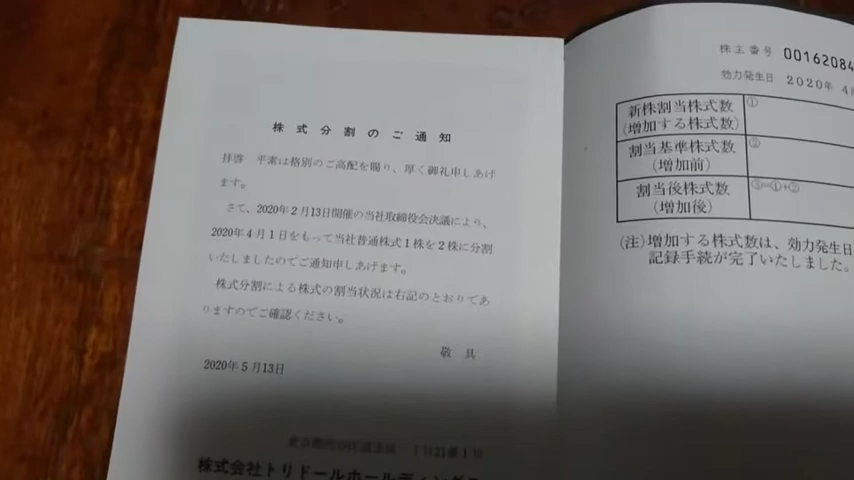 株式分割のご通知
拝啓 平素は格別のご高配を賜り、厚く御礼申しあげ
ます。
さて、2020年2月13日開催の当社取締役会決議により、
2020年4月1日をもって当社普通株式1株を2株に分割
いたしましたのでご通知申しあげます。
株式分割による株式の割当状況は右記のとおりであ
りますのでご確認ください。
敬具
2020年5月13日
株式会社トリドールホールディングス
株主番号 00162084
効力発生日 2020年 4月
新株割当株式数
(増加する株式数)
①
割当基準株式数
(増加前)
②
割当後株式数
(増加後)
③=①+②
(注)増加する株式数は、効力発生日
記録手続が完了いたしました。